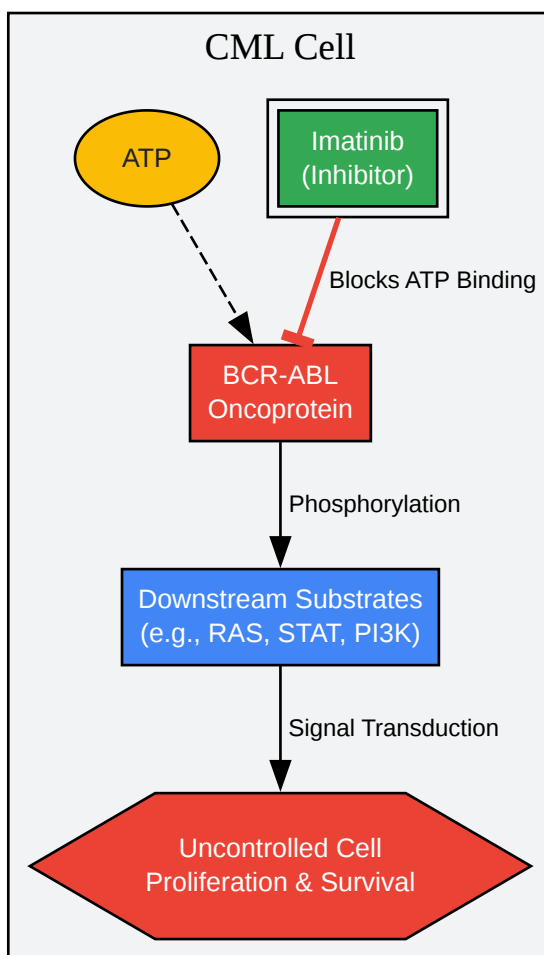 CML Cell
ATP
Imatinib
(Inhibitor)
Blocks ATP Binding
BCR-ABL
Oncoprotein
Phosphorylation
Downstream Substrates
(e.g., RAS, STAT, PI3K)
Signal Transduction
Uncontrolled Cell
Proliferation & Survival